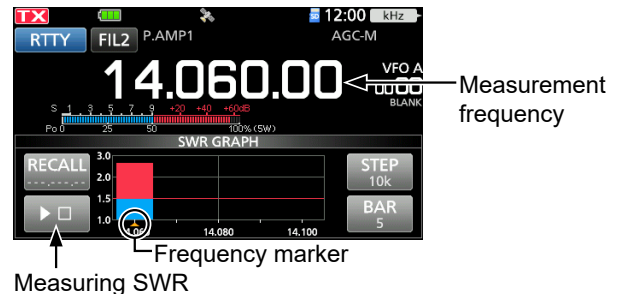 TX 12:00 kHz
RTTY FIL2 P.AMP1 AGC-M
14.060.00 VFO A
00 BLANK
Measurement frequency
S 1 3 5 7 9 +20 +40 +60dB
Po 0 25 50 100% (5W)
SWR GRAPH
RECALL
--.---.--
3.0
2.0
1.5
1.0
14.080 14.100
STEP
10k
BAR
5
Frequency marker
Measuring SWR